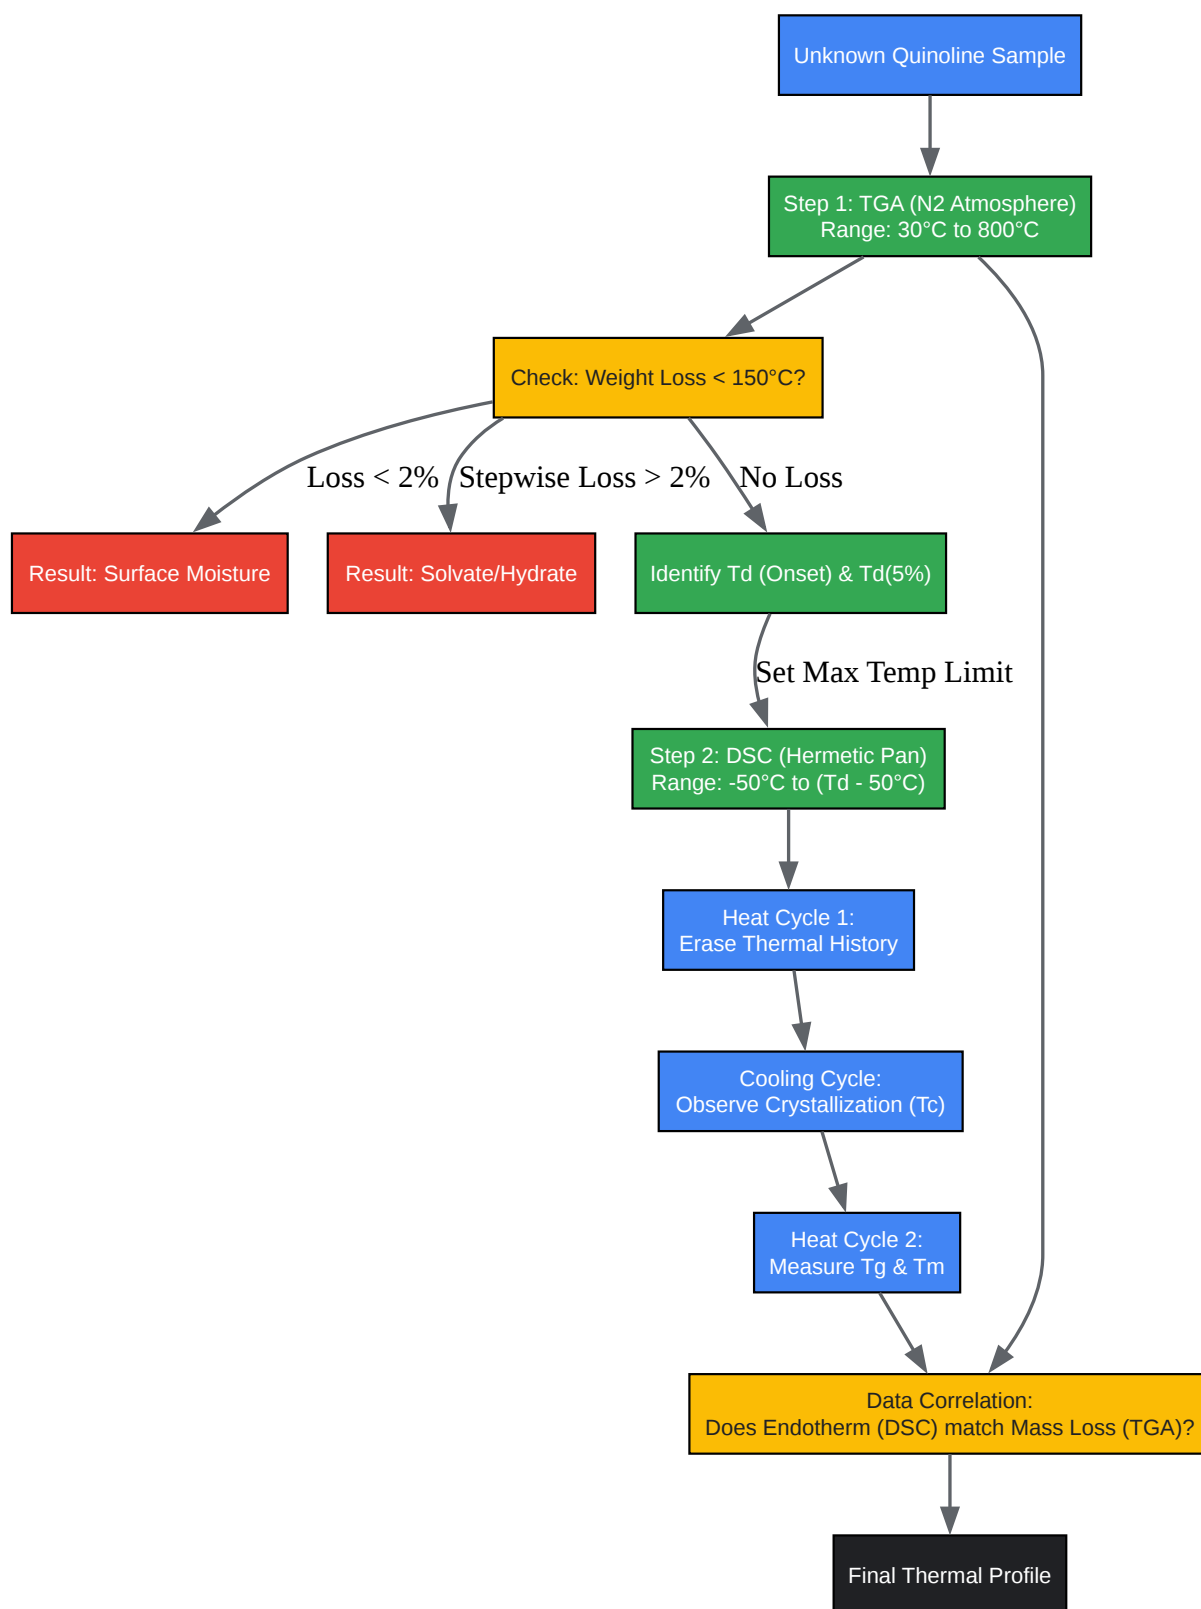 Unknown Quinoline Sample
Step 1: TGA (N2 Atmosphere)
Range: 30°C to 800°C
Check: Weight Loss < 150°C?
Loss < 2%
Stepwise Loss > 2%
No Loss
Result: Surface Moisture
Result: Solvate/Hydrate
Identify Td (Onset) & Td(5%)
Set Max Temp Limit
Step 2: DSC (Hermetic Pan)
Range: -50°C to (Td - 50°C)
Heat Cycle 1:
Erase Thermal History
Cooling Cycle:
Observe Crystallization (Tc)
Heat Cycle 2:
Measure Tg & Tm
Data Correlation:
Does Endotherm (DSC) match Mass Loss (TGA)?
Final Thermal Profile